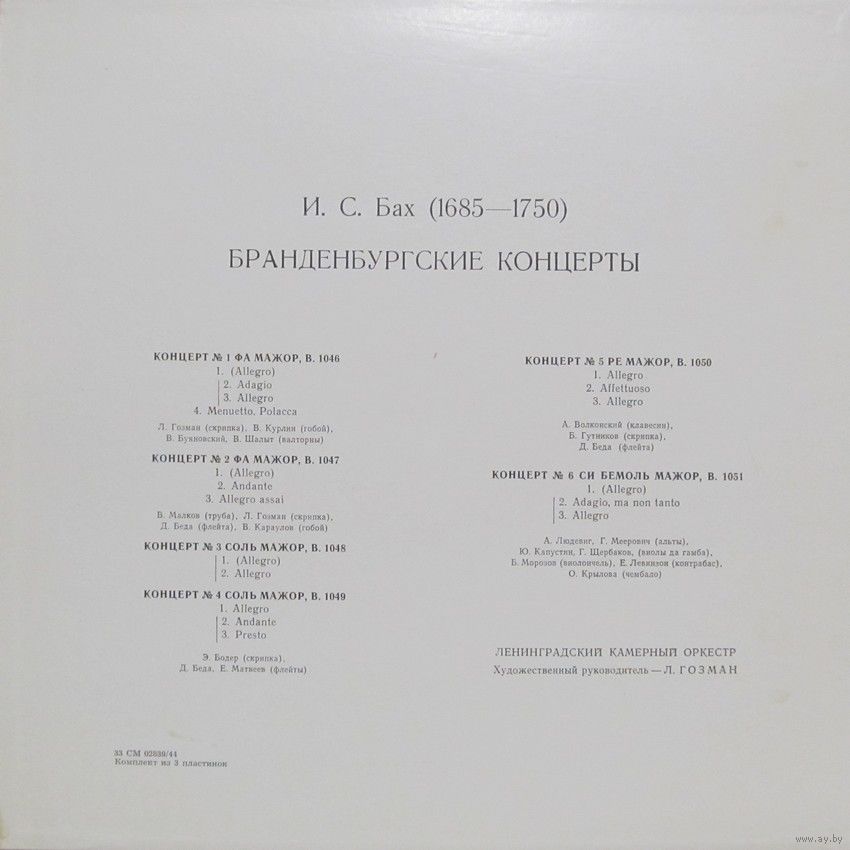 И. С. Бах (1685—1750)
БРАНДЕНБУРГСКИЕ КОНЦЕРТЫ
КОНЦЕРТ № 1 ФА МАЖОР, В. 1046
1. (Allegro)
2. Adagio
3. Allegro
4. Menuetto, Polacca
Л. Гозман (скрипка), В. Курлин (гобой),
В. Буяновский, В. Шалыт (валторны)
КОНЦЕРТ № 2 ФА МАЖОР, В. 1047
1. (Allegro)
2. Andante
3. Allegro assai
В. Малков (труба), Л. Гозман (скрипка),
Д. Беда (флейта), В. Караулов (гобой)
КОНЦЕРТ № 3 СОЛЬ МАЖОР, В. 1048
1. (Allegro)
2. Allegro
КОНЦЕРТ № 4 СОЛЬ МАЖОР, В. 1049
1. Allegro
2. Andante
3. Presto
Э. Бодер (скрипка),
Д. Беда, Е. Матвеев (флейты)
КОНЦЕРТ № 5 РЕ МАЖОР, В. 1050
1. Allegro
2. Affettuoso
3. Allegro
А. Волконский (клавесин),
Б. Гутников (скрипка),
Д. Беда (флейта)
КОНЦЕРТ № 6 СИ БЕМОЛЬ МАЖОР, В. 1051
1. (Allegro)
2. Adagio, ma non tanto
3. Allegro
А. Людевиг, Г. Меерович (альты),
Ю. Капустин, Г. Щербаков, (виолы да гамба),
Б. Морозов (виолончель), Е. Левинзон (контрабас),
О. Крылова (чембало)
ЛЕНИНГРАДСКИЙ КАМЕРНЫЙ ОРКЕСТР
Художественный руководитель — Л. ГОЗМАН
33 СМ 02839/44
Комплект из 3 пластинок
www.ay.by